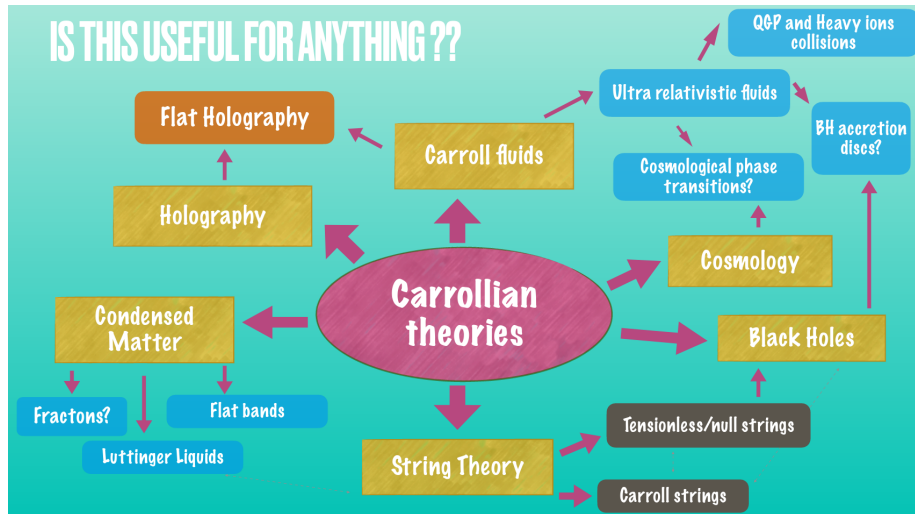 IS THIS USEFUL FOR ANYTHING ??
QGP and Heavy ions
collisions
Ultra relativistic fluids
Flat Holography
BH accretion
discs?
Carroll fluids
Cosmological phase
transitions?
Holography
Cosmology
Carrollian
theories
Condensed
Matter
Black Holes
Fractons?
Flat bands
Luttinger Liquids
Tensionless/null strings
String Theory
Carroll strings